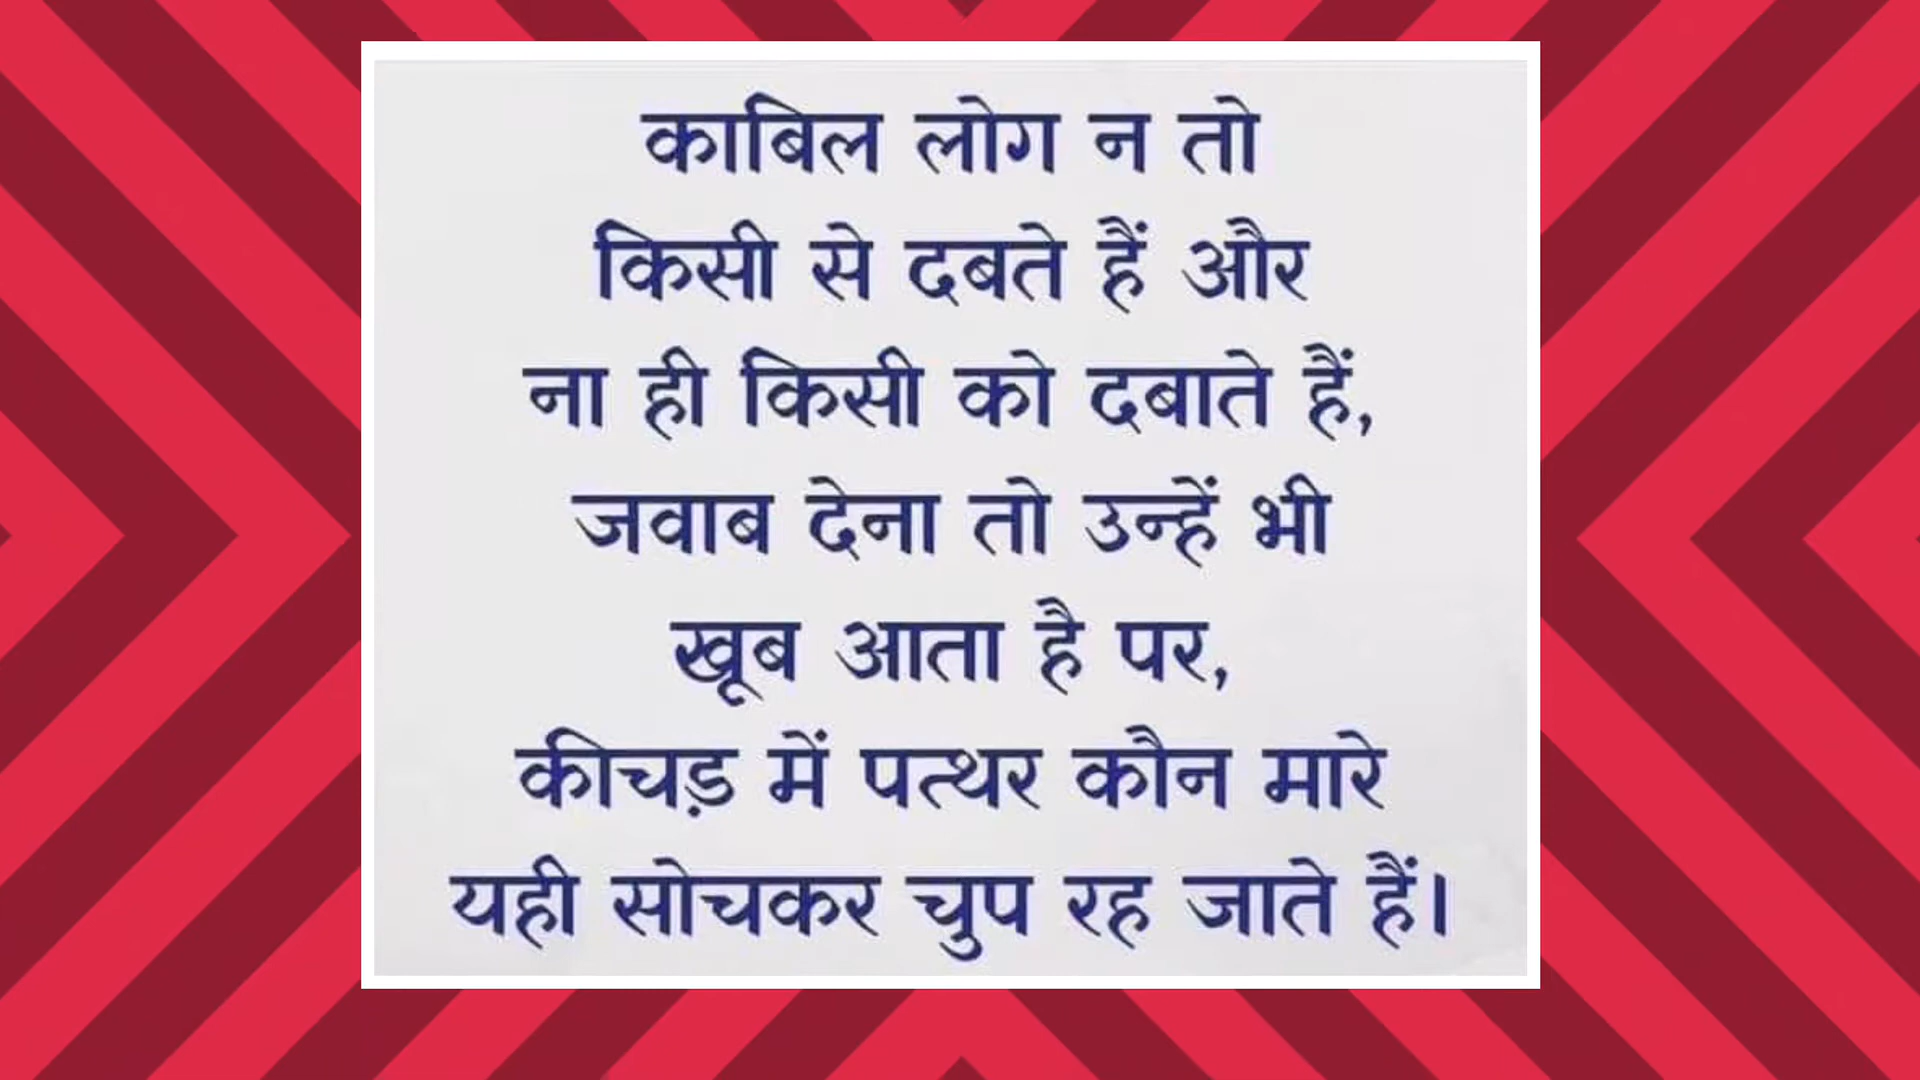 काबिल लोग न तो
किसी से दबते हैं और
ना ही किसी को दबाते हैं,
जवाब देना तो उन्हें भी
खूब आता है पर,
कीचड़ में पत्थर कौन मारे
यही सोचकर चुप रह जाते हैं।